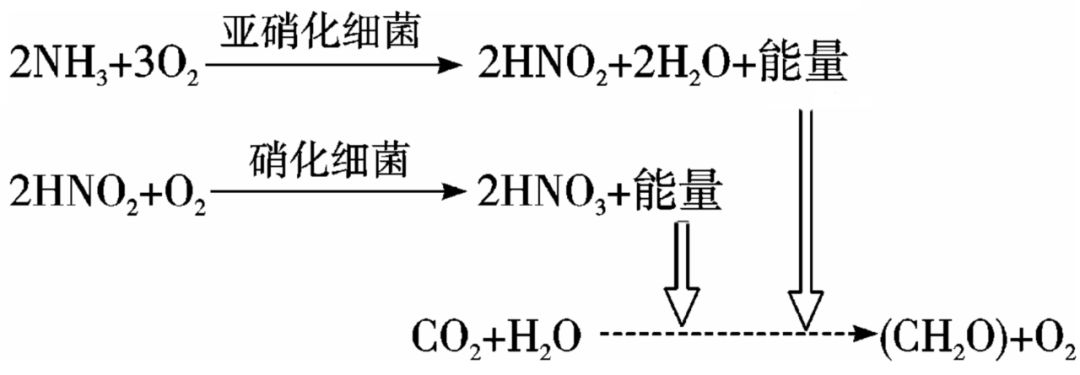 2NH₃+3O₂ 亚硝化细菌 2HNO₂+2H₂O+能量
2HNO₂+O₂ 硝化细菌 2HNO₃+能量
CO₂+H₂O (CH₂O)+O₂